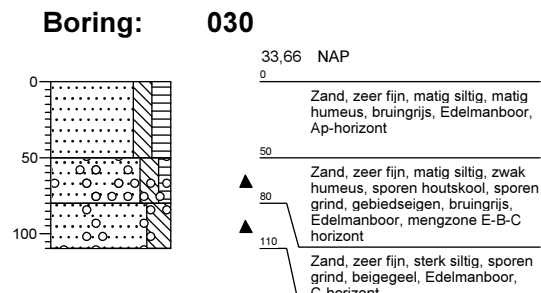 Boring: 030
33,66 NAP
0
0
Zand, zeer fijn, matig siltig, matig
humeus, bruingrijs, Edelmanboor,
Ap-horizont
50
50
Zand, zeer fijn, matig siltig, zwak
humeus, sporen houtskool, sporen
grind, gebiedseigen, bruingrijs,
Edelmanboor, mengzone E-B-C
horizont
80
100
110
Zand, zeer fijn, sterk siltig, sporen
grind, beigegeel, Edelmanboor,
C-horizont